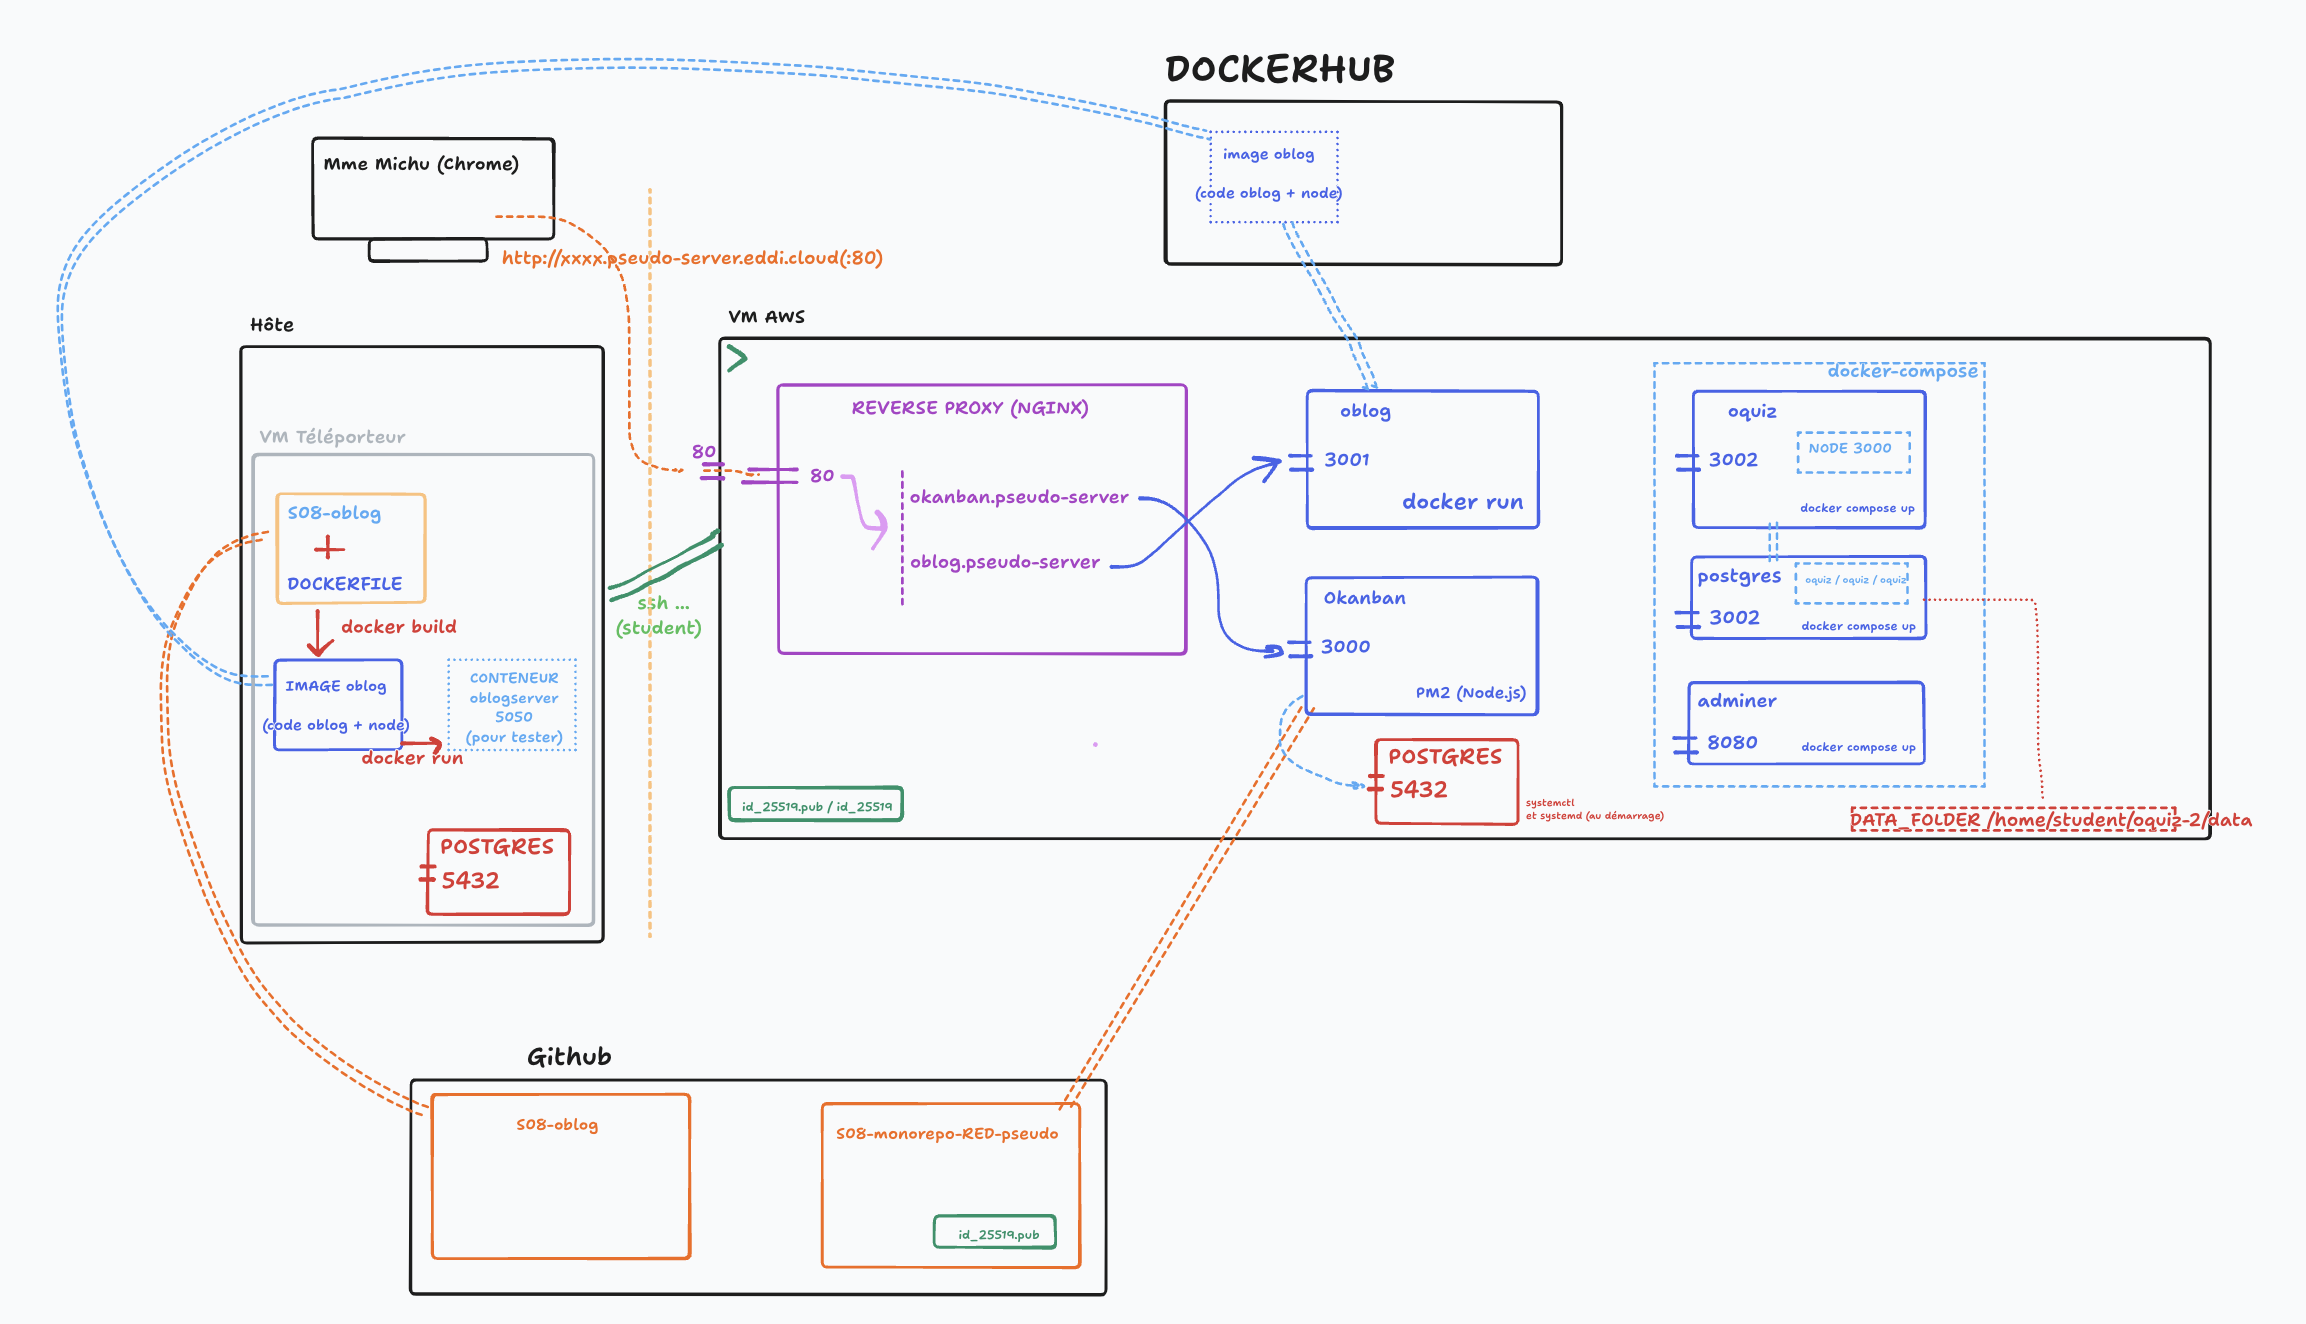 DOCKERHUB
image oblog
(code oblog + node)
Mme Michu (Chrome)
http://xxxx.pseudo-server.eddi.cloud(:80)
Hôte
VM Téléporteur
S08-oblog
DOCKERFILE
docker build
IMAGE oblog
(code oblog + node)
docker run
CONTENEUR
oblogserver
5050
(pour tester)
POSTGRES
5432
ssh ...
(student)
VM AWS
>
80
REVERSE PROXY (NGINX)
80
okanban.pseudo-server
oblog.pseudo-server
id_25519.pub / id_25519
oblog
3001
docker run
Okanban
3000
PM2 (Node.js)
POSTGRES
5432
systemctl
et systemd (au démarrage)
docker-compose
oquiz
NODE 3000
3002
docker compose up
postgres
oquiz / oquiz / oquiz
3002
docker compose up
adminer
8080
docker compose up
DATA_FOLDER /home/student/oquiz-2/data
Github
S08-oblog
S08-monorepo-RED-pseudo
id_25519.pub